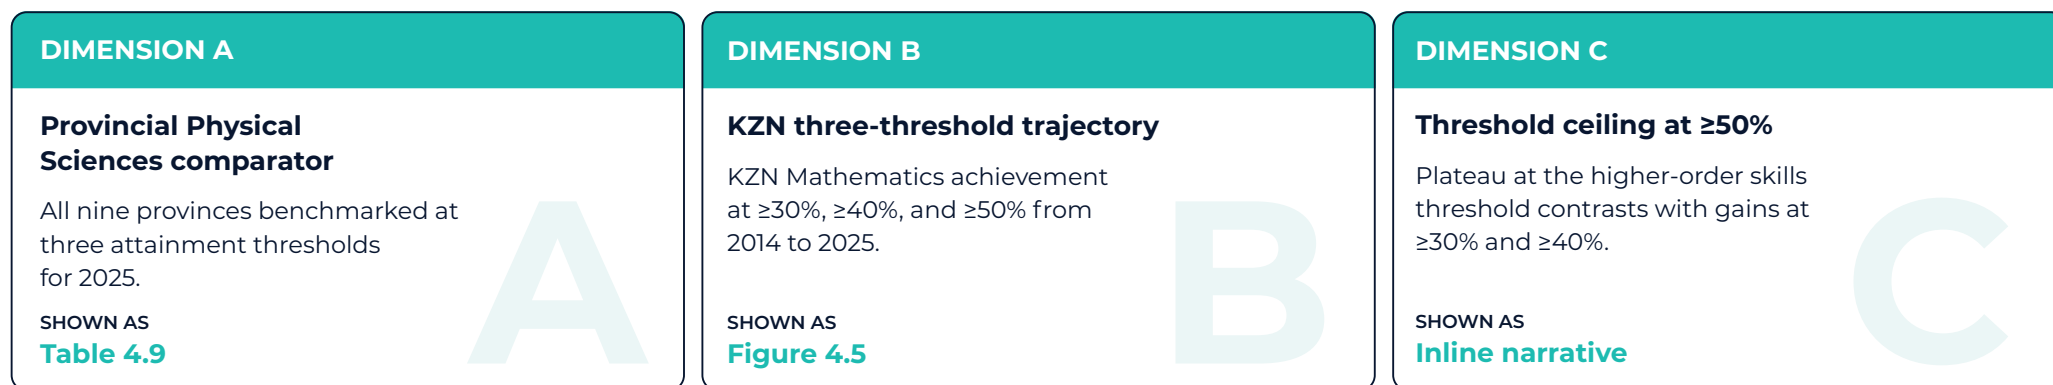 DIMENSION A
Provincial Physical
Sciences comparator
All nine provinces benchmarked at
three attainment thresholds
for 2025.
SHOWN AS
Table 4.9
A
DIMENSION B
KZN three-threshold trajectory
KZN Mathematics achievement
at ≥30%, ≥40%, and ≥50% from
2014 to 2025.
SHOWN AS
Figure 4.5
B
DIMENSION C
Threshold ceiling at ≥50%
Plateau at the higher-order skills
threshold contrasts with gains at
≥30% and ≥40%.
SHOWN AS
Inline narrative
C